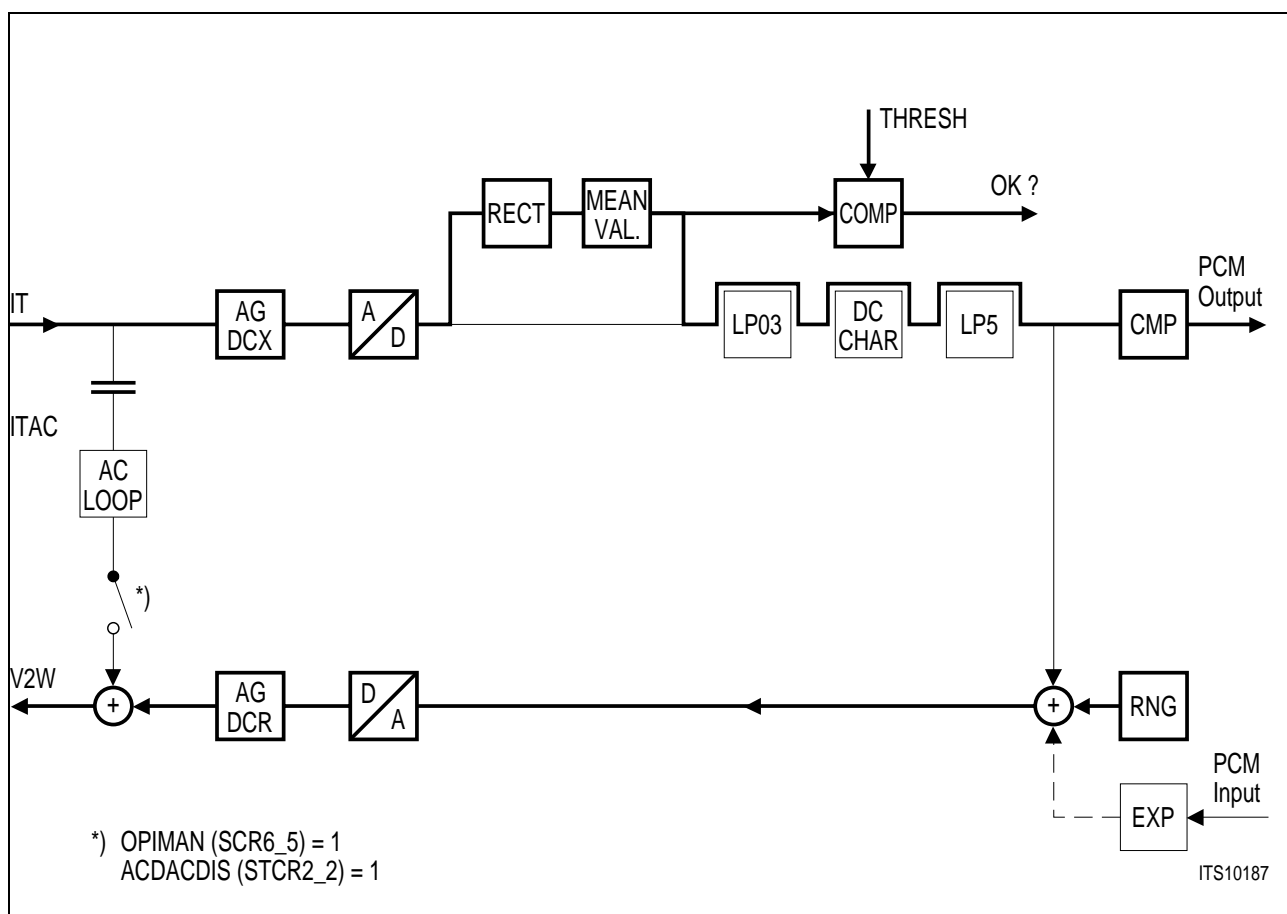 THRESH
OK ?
RECT
MEAN
VAL.
COMP
PCM
Output
IT
AG
DCX
A
D
LP03
DC
CHAR
LP5
CMP
ITAC
AC
LOOP
*)
V2W
+
AG
DCR
D
A
+
RNG
PCM
Input
EXP
*) OPIMAN (SCR6_5) = 1
ACDACDIS (STCR2_2) = 1
ITS10187